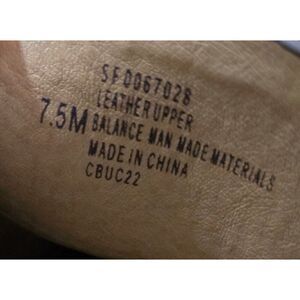 SF0067028
LEATHER UPPER
7.5M BALANCE MAN MADE MATERIALS
MADE IN CHINA
CBUC22